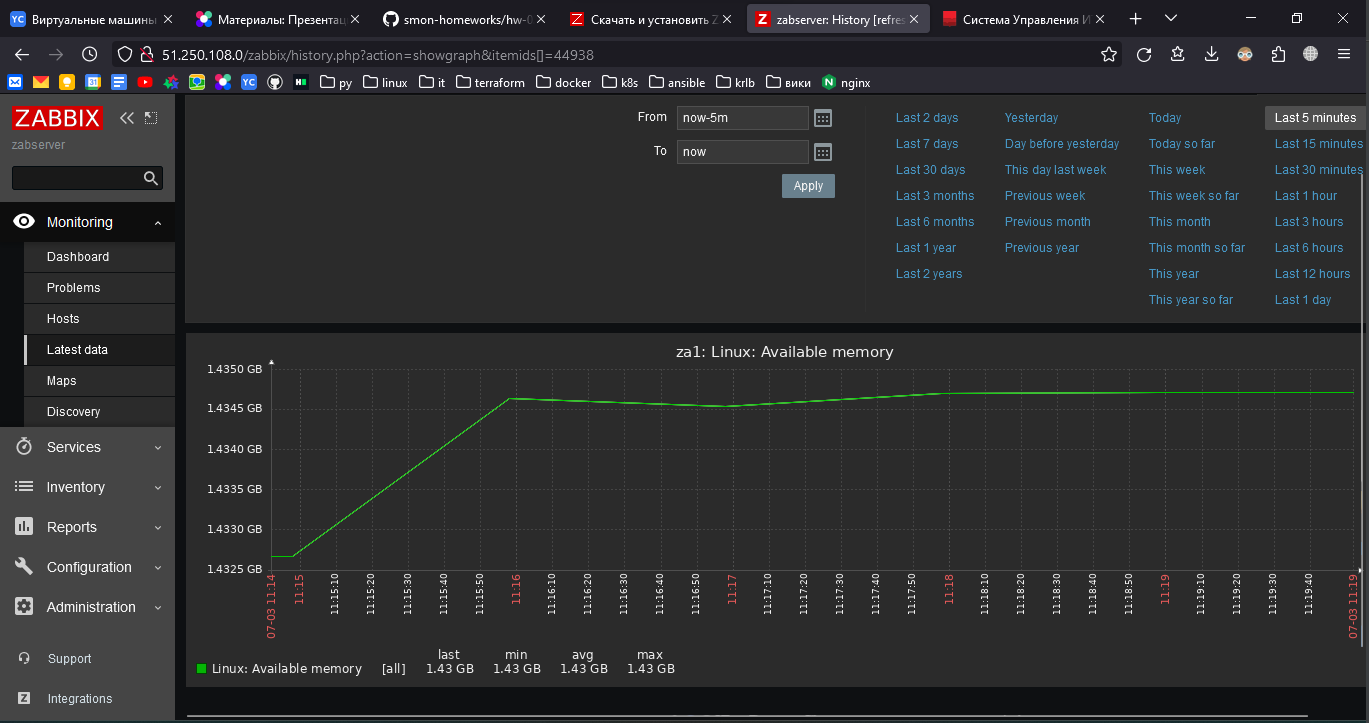 Виртуальные машины
Материалы: Презентац
smon-homeworks/hw-0
Скачать и установить Z
zabserver: History [refres
Система Управления И
51.250.108.0/zabbix/history.php?action=showgraph&itemids[]=44938
py
linux
it
terraform
docker
k8s
ansible
krlb
вики
nginx
ZABBIX
zabserver
Monitoring
Dashboard
Problems
Hosts
Latest data
Maps
Discovery
Services
Inventory
Reports
Configuration
Administration
Support
Integrations
From now-5m
To now
Apply
Last 2 days Yesterday Today Last 5 minutes
Last 7 days Day before yesterday Today so far Last 15 minutes
Last 30 days This day last week This week Last 30 minutes
Last 3 months Previous week This week so far Last 1 hour
Last 6 months Previous month This month Last 3 hours
Last 1 year Previous year This month so far Last 6 hours
Last 2 years This year Last 12 hours
This year so far Last 1 day
za1: Linux: Available memory
1.4350 GB
1.4345 GB
1.4340 GB
1.4335 GB
1.4330 GB
1.4325 GB
07-03 11:14
11:15
11:15:10
11:15:20
11:15:30
11:15:40
11:15:50
11:16
11:16:10
11:16:20
11:16:30
11:16:40
11:16:50
11:17
11:17:10
11:17:20
11:17:30
11:17:40
11:17:50
11:18
11:18:10
11:18:20
11:18:30
11:18:40
11:18:50
11:19
11:19:10
11:19:20
11:19:30
11:19:40
07-03 11:19
last min avg max
Linux: Available memory [all] 1.43 GB 1.43 GB 1.43 GB 1.43 GB